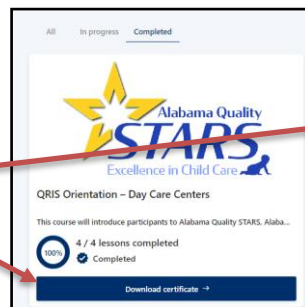 All In progress Completed
Alabama Quality
STARS
Excellence in Child Care
QRIS Orientation – Day Care Centers
This course will introduce participants to Alabama Quality STARS, Alaba...
100% 4 / 4 lessons completed
Completed
Download certificate →